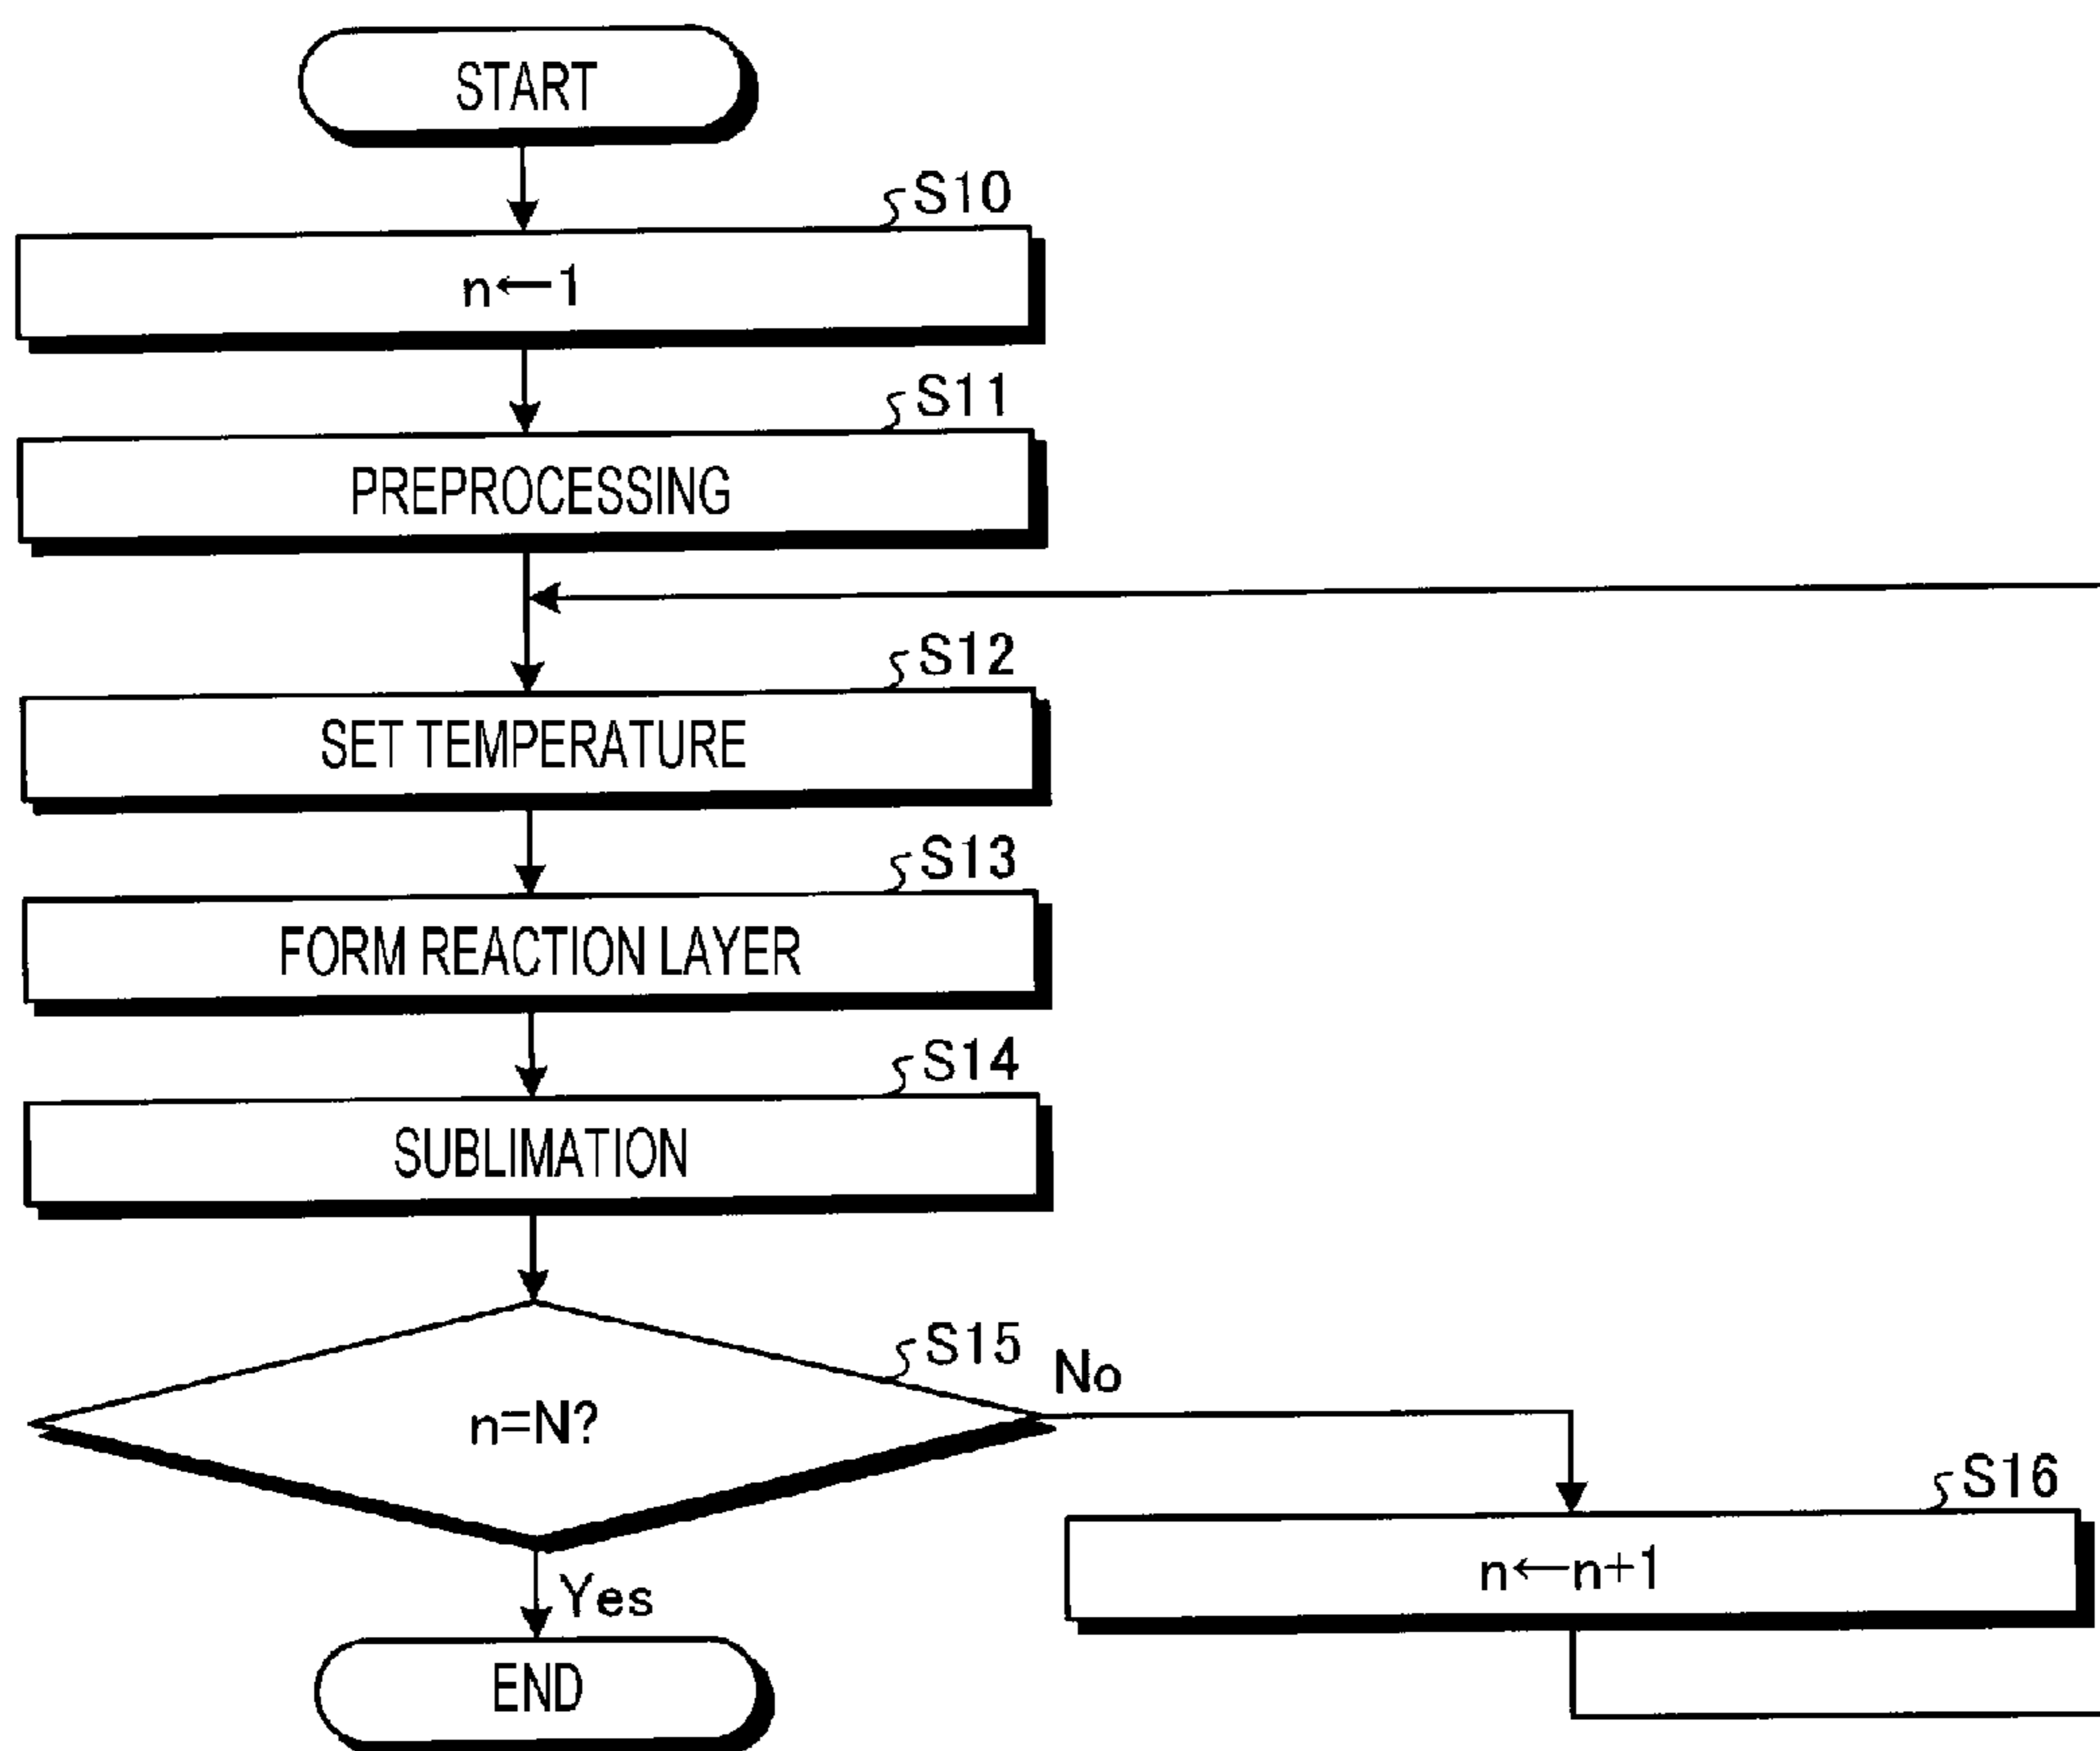 START
S10
n←1
S11
PREPROCESSING
S12
SET TEMPERATURE
S13
FORM REACTION LAYER
S14
SUBLIMATION
S15
n=N?
No
S16
n←n+1
Yes
END